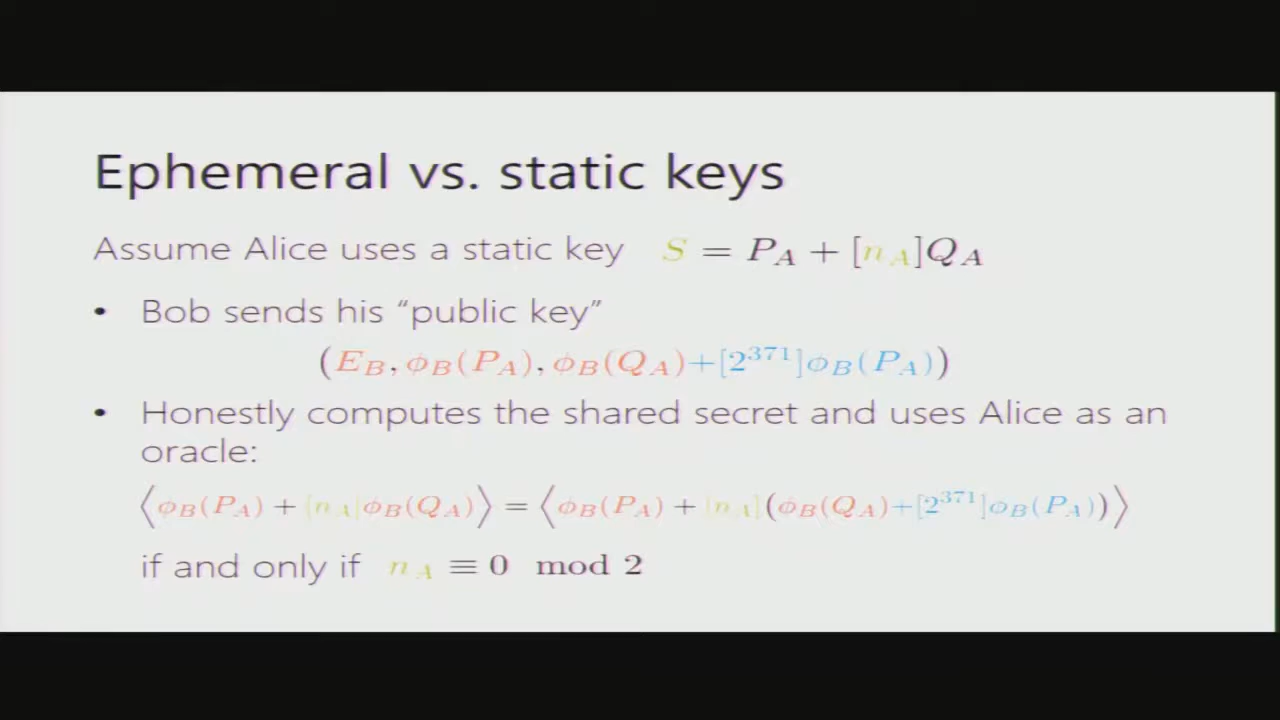 Ephemeral vs. static keys
Assume Alice uses a static key S = P_A + [n_A]Q_A
• Bob sends his “public key”
(E_B, ϕ_B(P_A), ϕ_B(Q_A)+[2^371]ϕ_B(P_A))
• Honestly computes the shared secret and uses Alice as an
oracle:
⟨ϕ_B(P_A) + [n_A]ϕ_B(Q_A)⟩ = ⟨ϕ_B(P_A) + [n_A](ϕ_B(Q_A)+[2^371]ϕ_B(P_A))⟩
if and only if n_A ≡ 0 mod 2